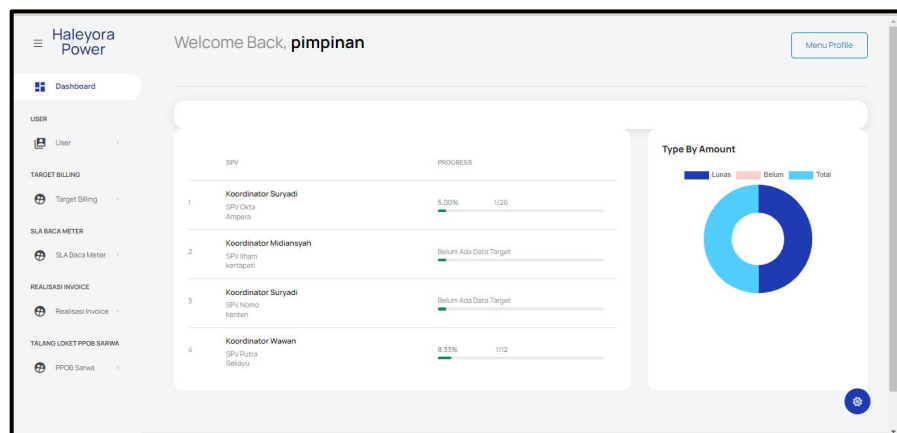 Haleyora
Power
Welcome Back, pimpinan
Menu Profile
Dashboard
USER
User
TARGET BILLING
Target Billing
SLA BACA METER
SLA Baca Meter
REALISASI INVOICE
Realisasi Invoice
TALANG LOKET PPOB SARWA
PPOB Sarwa
SPV PROGRESS
1 Koordinator Suryadi
SPV Okta
Ampera
5.00% 1/20
2 Koordinator Midiansyah
SPV Ilham
kertapati
Belum Ada Data Target
3 Koordinator Suryadi
SPV Nomo
kenten
Belum Ada Data Target
4 Koordinator Wawan
SPV Putra
Sekayu
8.33% 1/12
Type By Amount
Lunas Belum Total